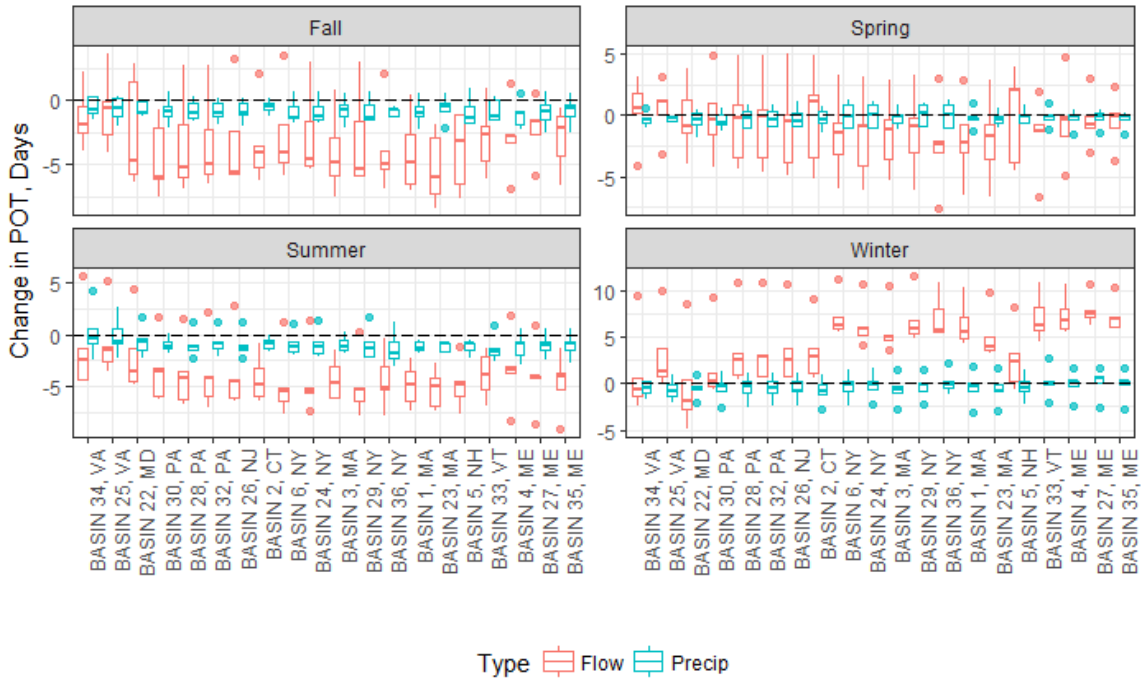 Fall
Spring
0
-5
5
0
-5
Change in POT, Days
Summer
Winter
5
0
-5
10
5
0
-5
BASIN 34, VA
BASIN 25, VA
BASIN 22, MD
BASIN 30, PA
BASIN 28, PA
BASIN 32, PA
BASIN 26, NJ
BASIN 2, CT
BASIN 6, NY
BASIN 24, NY
BASIN 3, MA
BASIN 29, NY
BASIN 36, NY
BASIN 1, MA
BASIN 23, MA
BASIN 5, NH
BASIN 33, VT
BASIN 4, ME
BASIN 27, ME
BASIN 35, ME
BASIN 34, VA
BASIN 25, VA
BASIN 22, MD
BASIN 30, PA
BASIN 28, PA
BASIN 32, PA
BASIN 26, NJ
BASIN 2, CT
BASIN 6, NY
BASIN 24, NY
BASIN 3, MA
BASIN 29, NY
BASIN 36, NY
BASIN 1, MA
BASIN 23, MA
BASIN 5, NH
BASIN 33, VT
BASIN 4, ME
BASIN 27, ME
BASIN 35, ME
Type Flow Precip